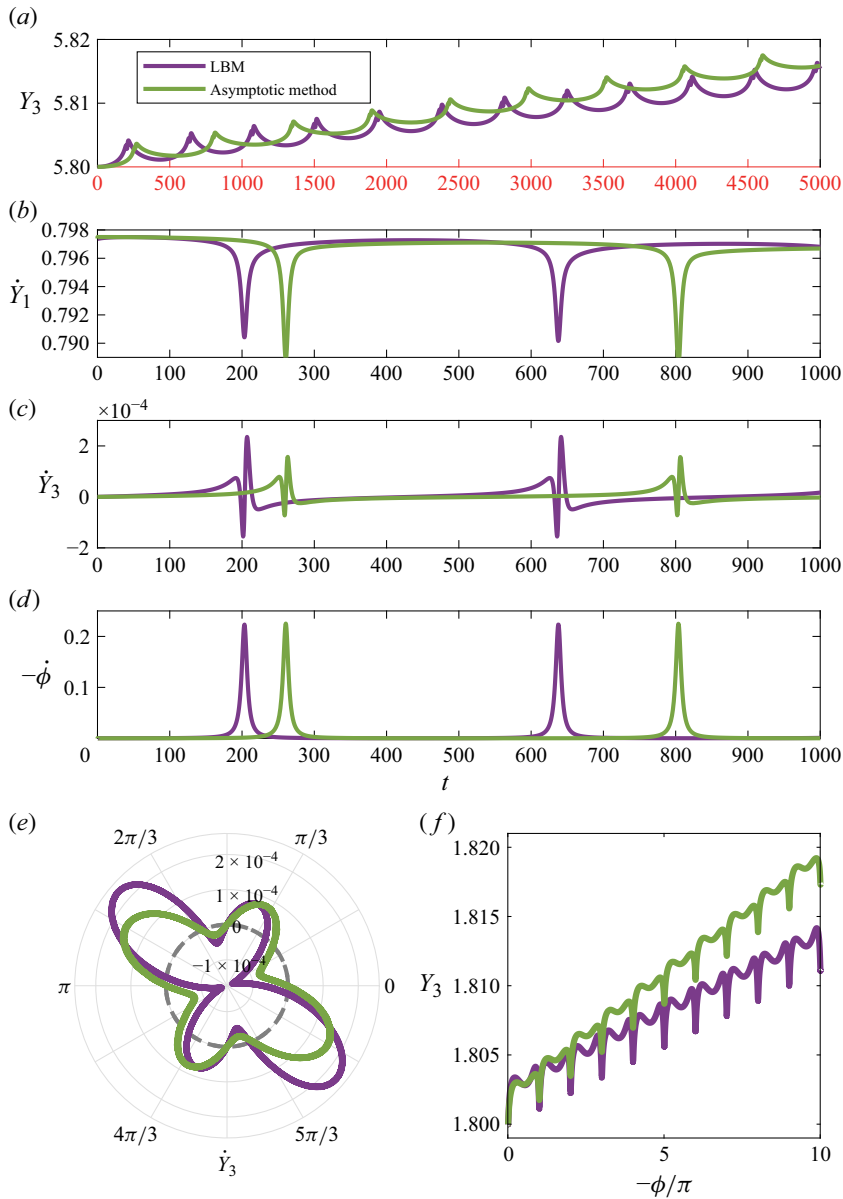 (a)
5.82
LBM
Asymptotic method
Y3
5.81
5.80
0 500 1000 1500 2000 2500 3000 3500 4000 4500 5000
(b)
0.798
0.796
Ẏ1
0.794
0.792
0.790
0 100 200 300 400 500 600 700 800 900 1000
(c)
×10−4
2
Ẏ3
0
−2
0 100 200 300 400 500 600 700 800 900 1000
(d)
0.2
−ϕ̇
0.1
0 100 200 300 400 500 600 700 800 900 1000
t
(e)
2π/3
π/3
2 × 10−4
1 × 10−4
0
−1 × 10−4
π
0
4π/3
5π/3
Ẏ3
(f)
1.820
1.815
Y3
1.810
1.805
1.800
0 5 10
−ϕ/π